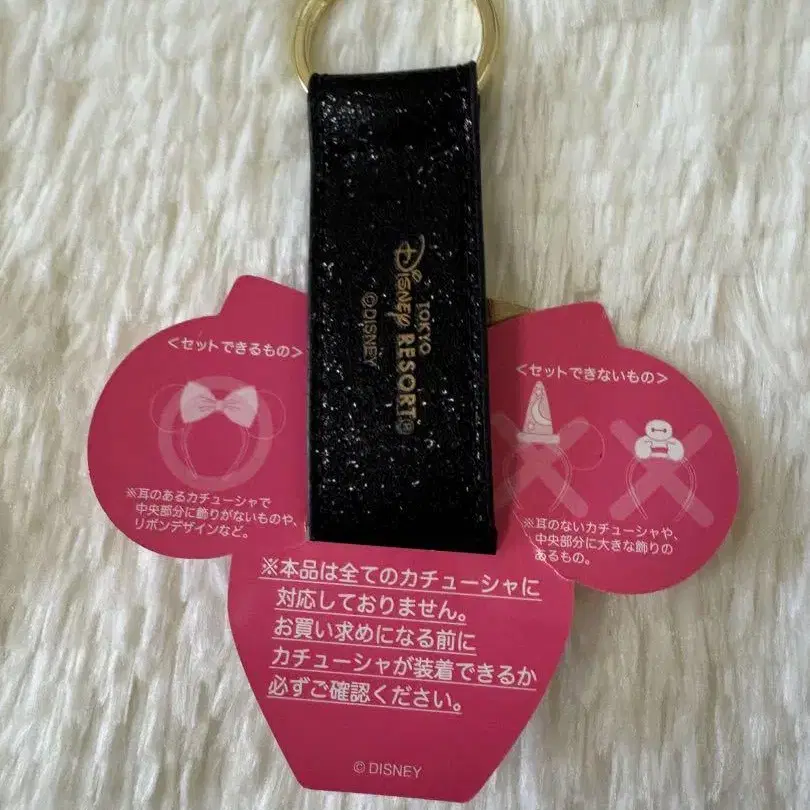 TOKYO
Disney RESORT®
©DISNEY
<セットできるもの>
※耳のあるカチューシャで
中央部分に飾りがないものや、
リボンデザインなど。
<セットできないもの>
※耳のないカチューシャや、
中央部分に大きな飾りの
あるもの。
※本品は全てのカチューシャに
対応しておりません。
お買い求めになる前に
カチューシャが装着できるか
必ずご確認ください。
© DISNEY